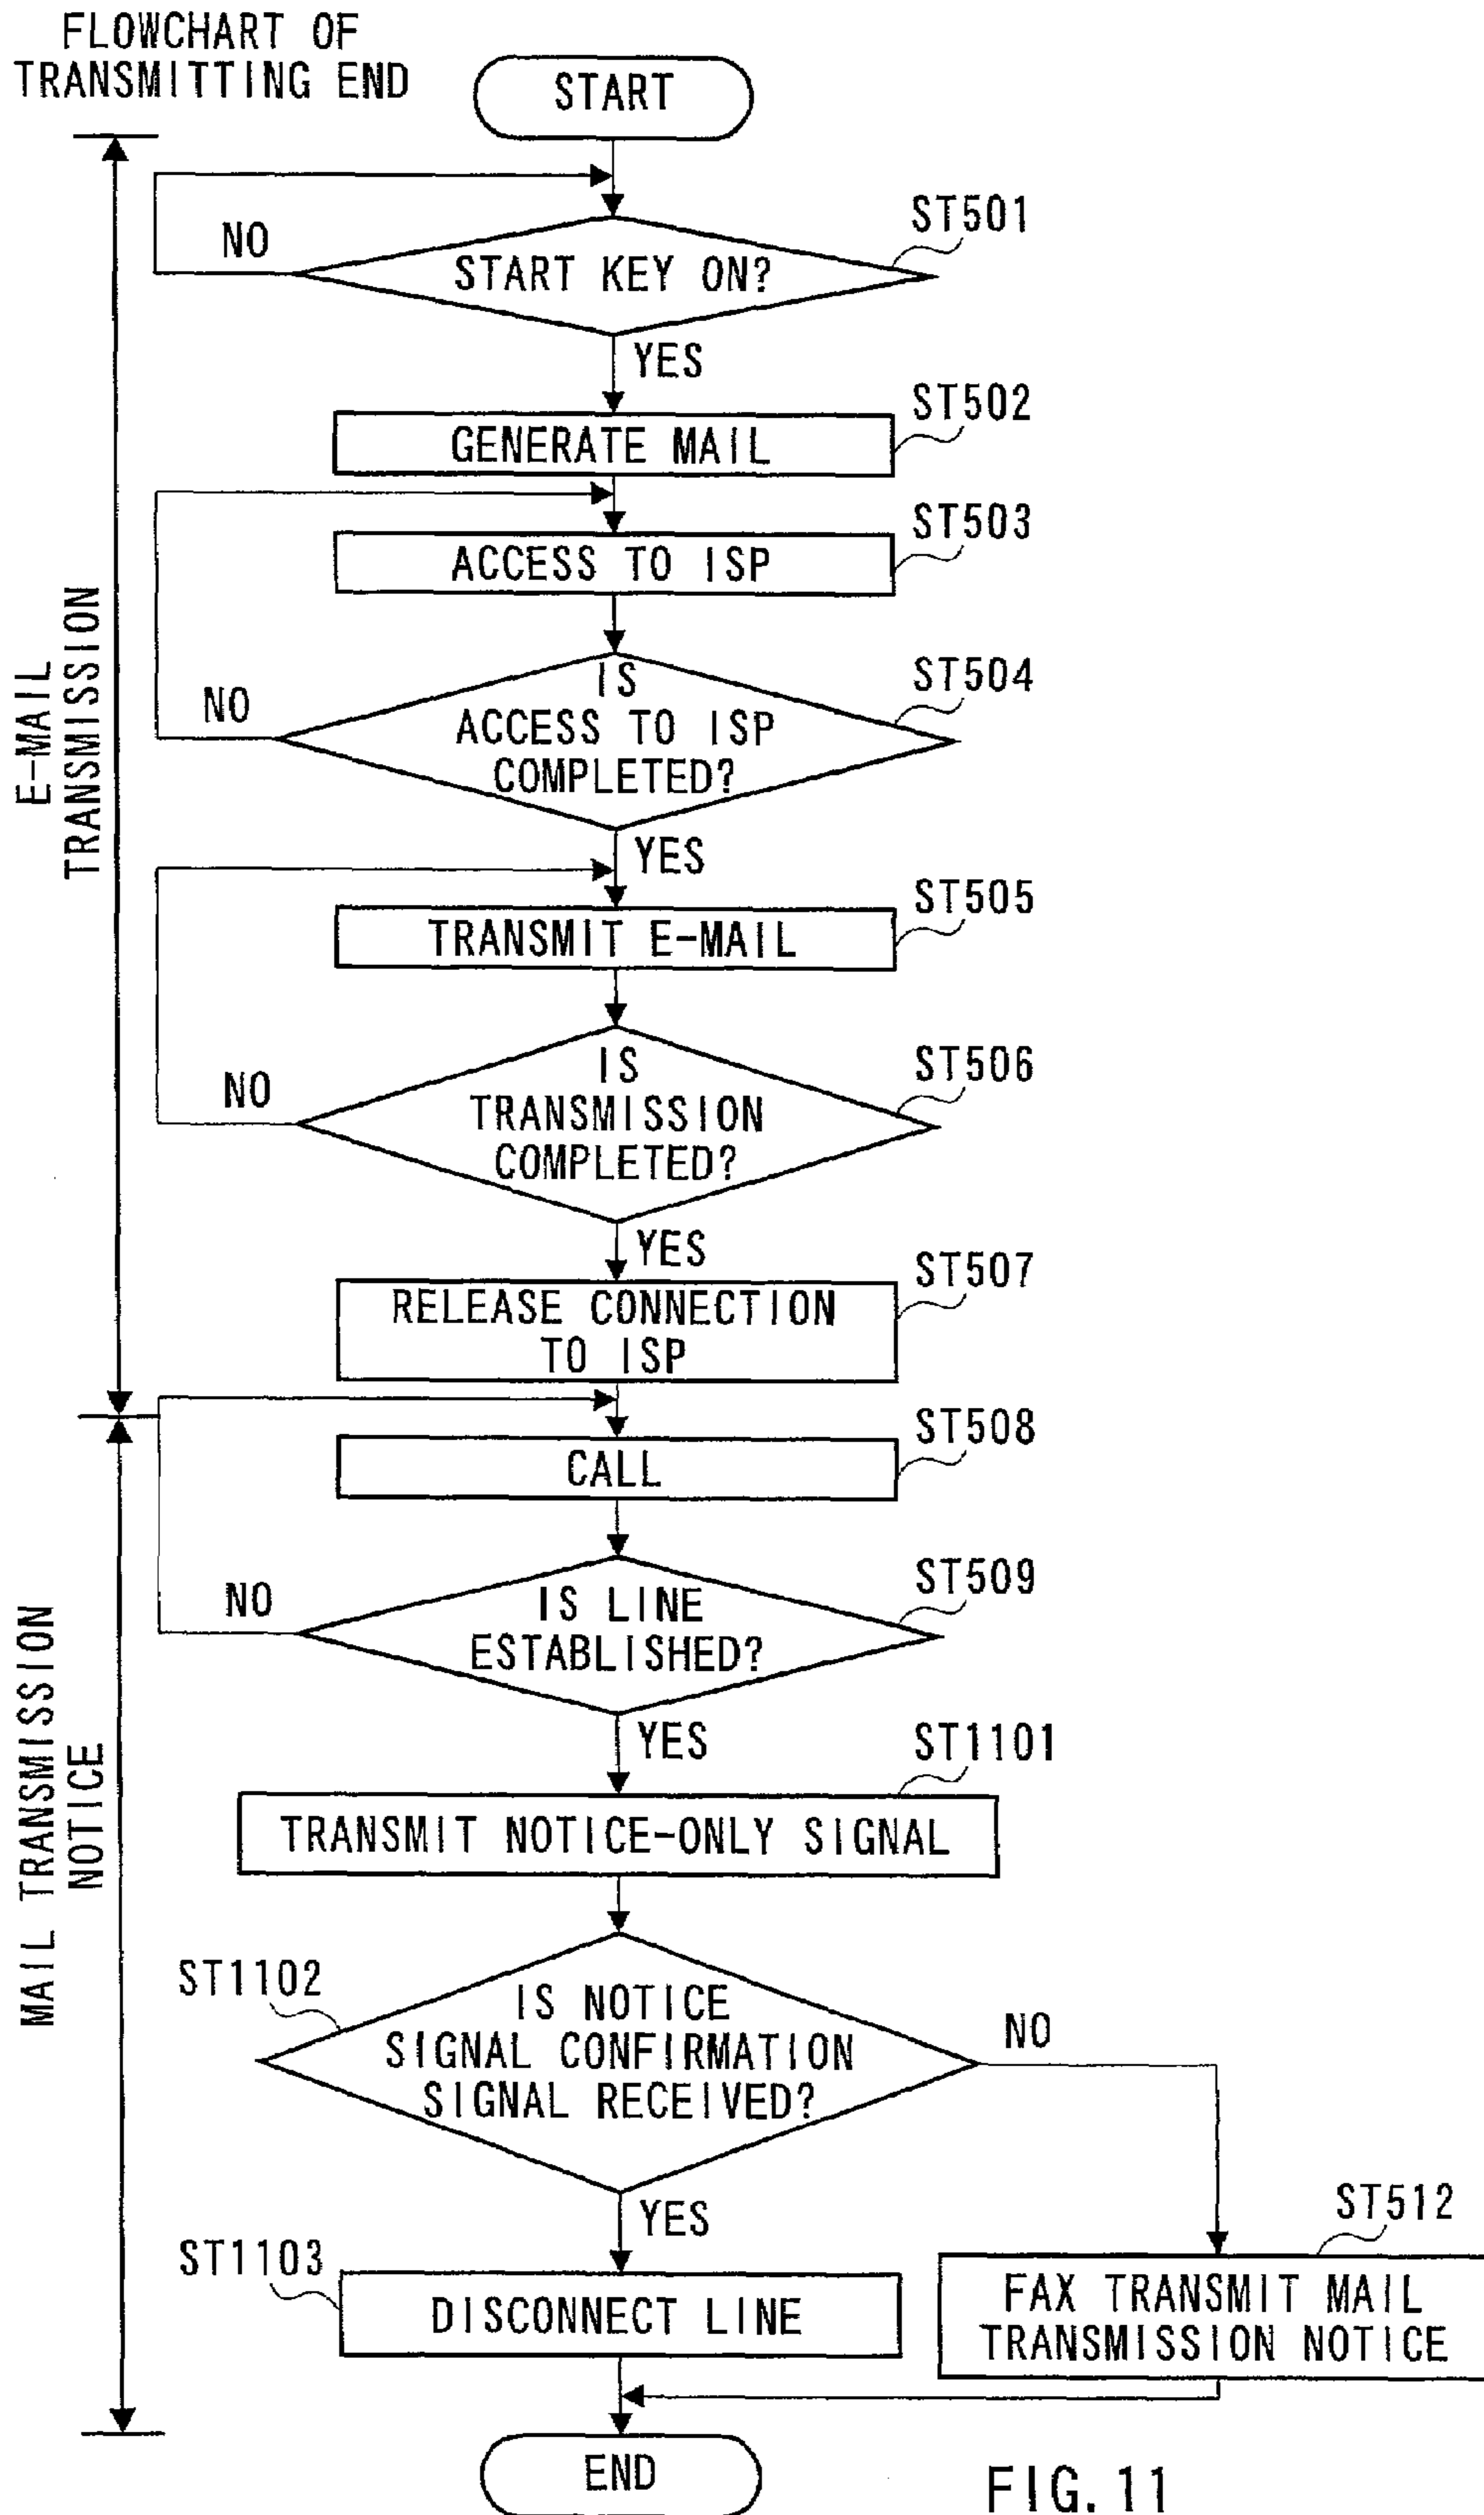 FLOWCHART OF
TRANSMITTING END
START
ST501
NO
START KEY ON?
YES
ST502
GENERATE MAIL
ST503
ACCESS TO ISP
E-MAIL
TRANSMISSION
ST504
NO
IS
ACCESS TO ISP
COMPLETED?
YES
ST505
TRANSMIT E-MAIL
ST506
NO
IS
TRANSMISSION
COMPLETED?
YES
ST507
RELEASE CONNECTION
TO ISP
ST508
CALL
ST509
NO
IS LINE
ESTABLISHED?
MAIL TRANSMISSION
NOTICE
YES
ST1101
TRANSMIT NOTICE-ONLY SIGNAL
ST1102
IS NOTICE
SIGNAL CONFIRMATION
SIGNAL RECEIVED?
NO
YES
ST512
ST1103
DISCONNECT LINE
FAX TRANSMIT MAIL
TRANSMISSION NOTICE
END
FIG. 11